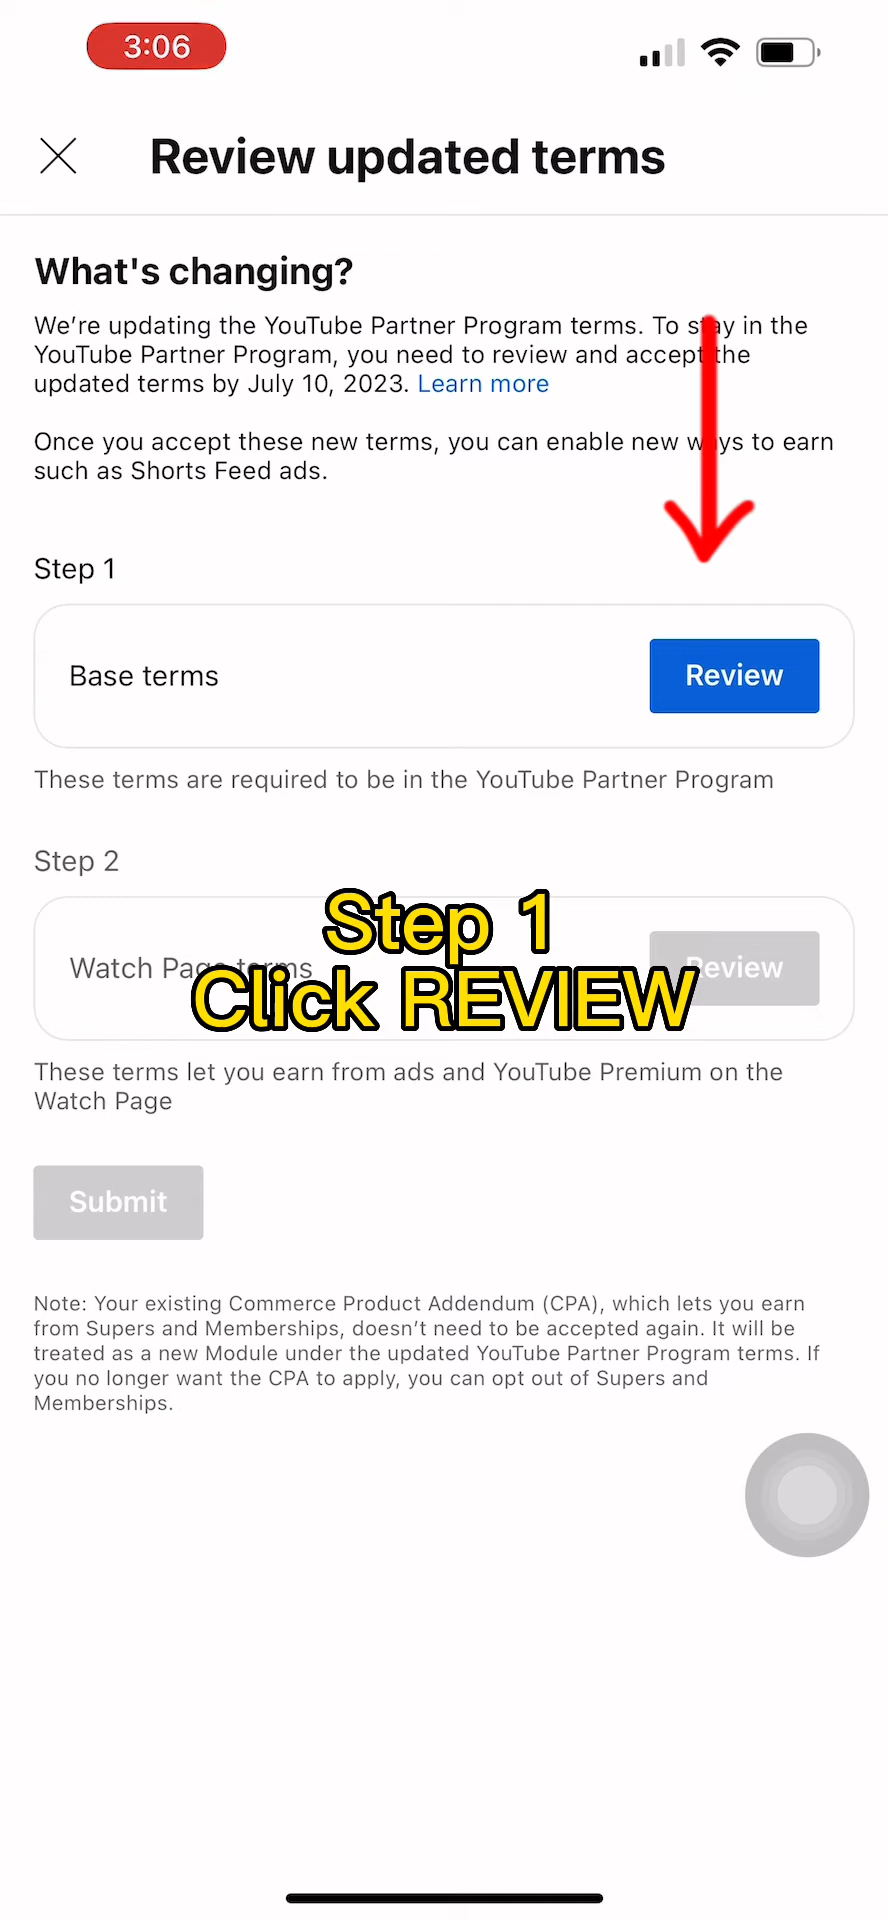 3:06
Review updated terms
What's changing?
We’re updating the YouTube Partner Program terms. To stay in the
YouTube Partner Program, you need to review and accept the
updated terms by July 10, 2023. Learn more
Once you accept these new terms, you can enable new ways to earn
such as Shorts Feed ads.
Step 1
Base terms
Review
These terms are required to be in the YouTube Partner Program
Step 2
Watch Page terms
Review
Step 1
Click REVIEW
These terms let you earn from ads and YouTube Premium on the
Watch Page
Submit
Note: Your existing Commerce Product Addendum (CPA), which lets you earn
from Supers and Memberships, doesn’t need to be accepted again. It will be
treated as a new Module under the updated YouTube Partner Program terms. If
you no longer want the CPA to apply, you can opt out of Supers and
Memberships.